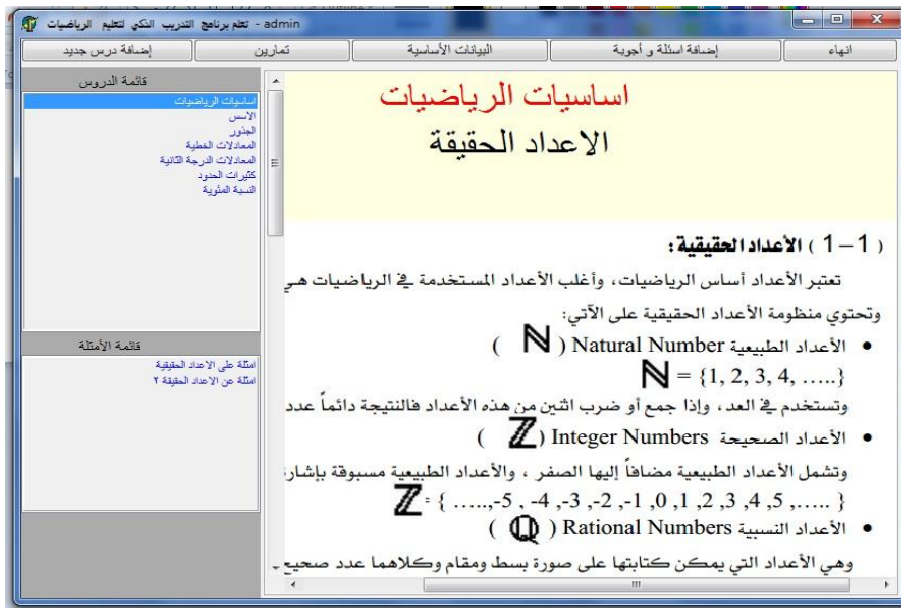 admin - تعلم برنامج التدريب الذكي لتعليم الرياضيات
انهاء
إضافة اسئلة و أجوبة
البيانات الأساسية
تمارين
إضافة درس جديد
قائمة الدروس
اساسيات الرياضيات
الاسس
الجذور
المعادلات الخطية
المعادلات الدرجة الثانية
كثيرات الحدود
النسبة المئوية
قائمة الأمثلة
امثلة على الاعداد الحقيقية
امثلة عن الاعداد الحقيقة ٢
اساسيات الرياضيات
الاعداد الحقيقة
( 1–1 ) الأعداد الحقيقية :
تعتبر الأعداد أساس الرياضيات، وأغلب الأعداد المستخدمة في الرياضيات هي
وتحتوي منظومة الأعداد الحقيقية على الآتي:
• الأعداد الطبيعية Natural Number ( ℕ )
ℕ = {1, 2, 3, 4, …..}
وتستخدم في العد، وإذا جمع أو ضرب اثنين من هذه الأعداد فالنتيجة دائماً عدد
• الأعداد الصحيحة Integer Numbers ( ℤ )
وتشمل الأعداد الطبيعية مضافاً إليها الصفر ، والأعداد الطبيعية مسبوقة بإشار
ℤ = { …..,-5 , -4 ,-3 ,-2 ,-1 ,0 ,1 ,2 ,3 ,4 ,5 ,….. }
• الأعداد النسبية Rational Numbers ( ℚ )
وهي الأعداد التي يمكن كتابتها على صورة بسط ومقام وكلاهما عدد صحيح